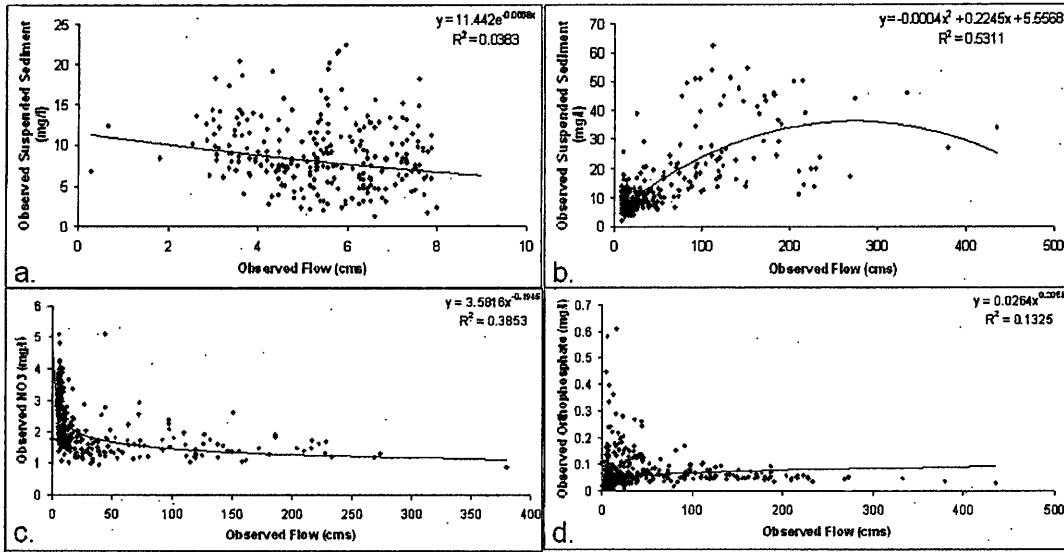 y = 11.442e
R² = 0.0383
Observed Suspended Sediment
(mg/l)
25
20
15
10
5
0
0 2 4 6 8 10
Observed Flow (cms)
a.
y = -0.0004x² + 0.2245x + 5.5568
R² = 0.5311
Observed Suspended Sediment
(mg/l)
70
60
50
40
30
20
10
0
0 100 200 300 400 500
Observed Flow (cms)
b.
y = 3.5816x
R² = 0.3853
Observed NO3 (mg/l)
6
5
4
3
2
1
0
0 50 100 150 200 250 300 350 400
Observed Flow (cms)
c.
y = 0.0264x
R² = 0.1325
Observed Orthophosphate (mg/l)
0.7
0.6
0.5
0.4
0.3
0.2
0.1
0
0 100 200 300 400 500
Observed Flow (cms)
d.